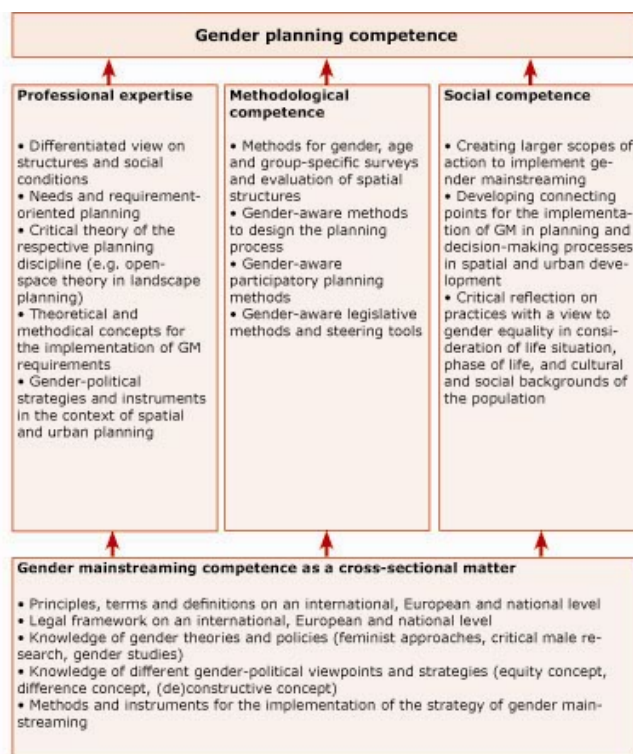 Gender planning competence
Professional expertise
• Differentiated view on
structures and social
conditions
• Needs and requirement-
oriented planning
• Critical theory of the
respective planning
discipline (e.g. open-
space theory in landscape
planning)
• Theoretical and
methodical concepts for
the implementation of GM
requirements
• Gender-political
strategies and instruments
in the context of spatial
and urban planning
Methodological
competence
• Methods for gender, age
and group-specific surveys
and evaluation of spatial
structures
• Gender-aware methods
to design the planning
process
• Gender-aware
participatory planning
methods
• Gender-aware legislative
methods and steering tools
Social competence
• Creating larger scopes of
action to implement gen-
der mainstreaming
• Developing connecting
points for the implementa-
tion of GM in planning and
decision-making processes
in spatial and urban deve-
lopment
• Critical reflection on
practices with a view to
gender equality in consi-
deration of life situation,
phase of life, and cultural
and social backgrounds of
the population
Gender mainstreaming competence as a cross-sectional matter
• Principles, terms and definitions on an international, European and national level
• Legal framework on an international, European and national level
• Knowledge of gender theories and policies (feminist approaches, critical male re-
search, gender studies)
• Knowledge of different gender-political viewpoints and strategies (equity concept,
difference concept, (de)constructive concept)
• Methods and instruments for the implementation of the strategy of gender main-
streaming